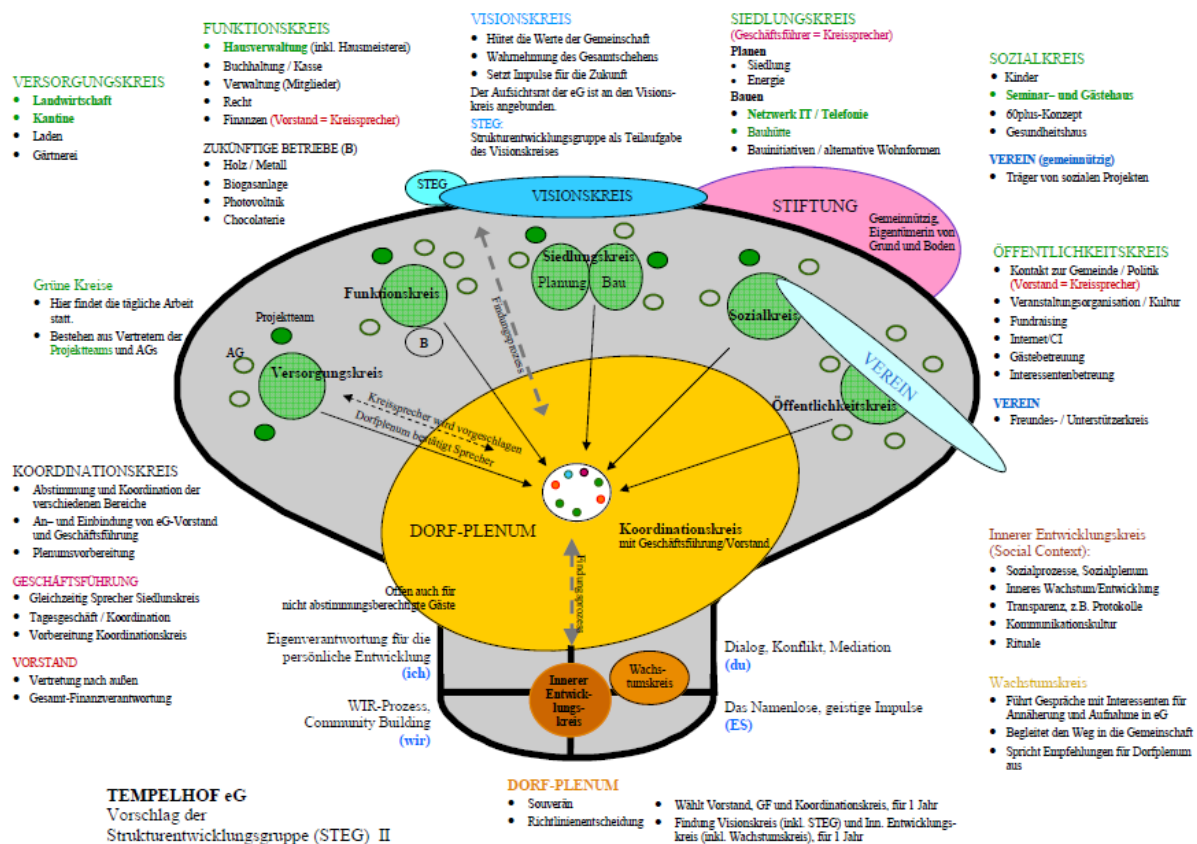 FUNKTIONSKREIS
Hausverwaltung (inkl. Hausmeisterei)
Buchhaltung / Kasse
Verwaltung (Mitglieder)
Recht
Finanzen (Vorstand = Kreissprecher)
ZUKÜNFTIGE BETRIEBE (B)
Holz / Metall
Biogasanlage
Photovoltaik
Chocolaterie
VISIONSKREIS
Hütet die Werte der Gemeinschaft
Wahrnehmung des Gesamtschehens
Setzt Impulse für die Zukunft
Der Aufsichtsrat der eG ist an den Visions-
kreis angebunden.
STEG:
Strukturentwicklungsgruppe als Teilaufgabe
des Visionskreises
SIEDLUNGSKREIS
(Geschäftsführer = Kreissprecher)
Planen
Siedlung
Energie
Bauen
Netzwerk IT / Telefonie
Bauhütte
Bauinitiativen / alternative Wohnformen
SOZIALKREIS
Kinder
Seminar– und Gästehaus
60plus-Konzept
Gesundheitshaus
VEREIN (gemeinnützig)
Träger von sozialen Projekten
VERSORGUNGSKREIS
Landwirtschaft
Kantine
Laden
Gärtnerei
STEG
VISIONSKREIS
STIFTUNG
Gemeinnützig,
Eigentümerin von
Grund und Boden
ÖFFENTLICHKEITSKREIS
Kontakt zur Gemeinde / Politik
(Vorstand = Kreissprecher)
Veranstaltungsorganisation / Kultur
Fundraising
Internet/CI
Gästebetreuung
Interessentenbetreung
VEREIN
Freundes- / Unterstützerkreis
Grüne Kreise
Hier findet die tägliche Arbeit
statt.
Bestehen aus Vertretern der
Projektteams und AGs
Projektteam
AG
Versorgungskreis
Funktionskreis
B
Siedlungskreis
Planung
Bau
Sozialkreis
VEREIN
Öffentlichkeitskreis
Findungsprozess
Kreissprecher wird vorgeschlagen
Dorfplenum bestätigt Sprecher
DORF-PLENUM
Koordinationskreis
mit Geschäftsführung/Vorstand
Findungsprozess
Offen auch für
nicht abstimmungsberechtigte Gäste
KOORDINATIONSKREIS
Abstimmung und Koordination der
verschiedenen Bereiche
An– und Einbindung von eG-Vorstand
und Geschäftsführung
Plenumsvorbereitung
GESCHÄFTSFÜHRUNG
Gleichzeitig Sprecher Siedlunskreis
Tagesgeschäft / Koordination
Vorbereitung Koordinationskreis
VORSTAND
Vertretung nach außen
Gesamt-Finanzverantwortung
Eigenverantwortung für die
persönliche Entwicklung
(ich)
WIR-Prozess,
Community Building
(wir)
Innerer
Entwick-
lungs-
kreis
Wachs-
tumskreis
Dialog, Konflikt, Mediation
(du)
Das Namenlose, geistige Impulse
(ES)
Innerer Entwicklungskreis
(Social Context):
Sozialprozesse, Sozialplenum
Inneres Wachstum/Entwicklung
Transparenz, z.B. Protokolle
Kommunikationskultur
Rituale
Wachstumskreis
Führt Gespräche mit Interessenten für
Annäherung und Aufnahme in eG
Begleitet den Weg in die Gemeinschaft
Spricht Empfehlungen für Dorfplenum
aus
TEMPELHOF eG
Vorschlag der
Strukturentwicklungsgruppe (STEG) II
DORF-PLENUM
Souverän
Richtlinienentscheidung
Wählt Vorstand, GF und Koordinationskreis, für 1 Jahr
Findung Visionskreis (inkl. STEG) und Inn. Entwicklungs-
kreis (inkl. Wachstumskreis), für 1 Jahr